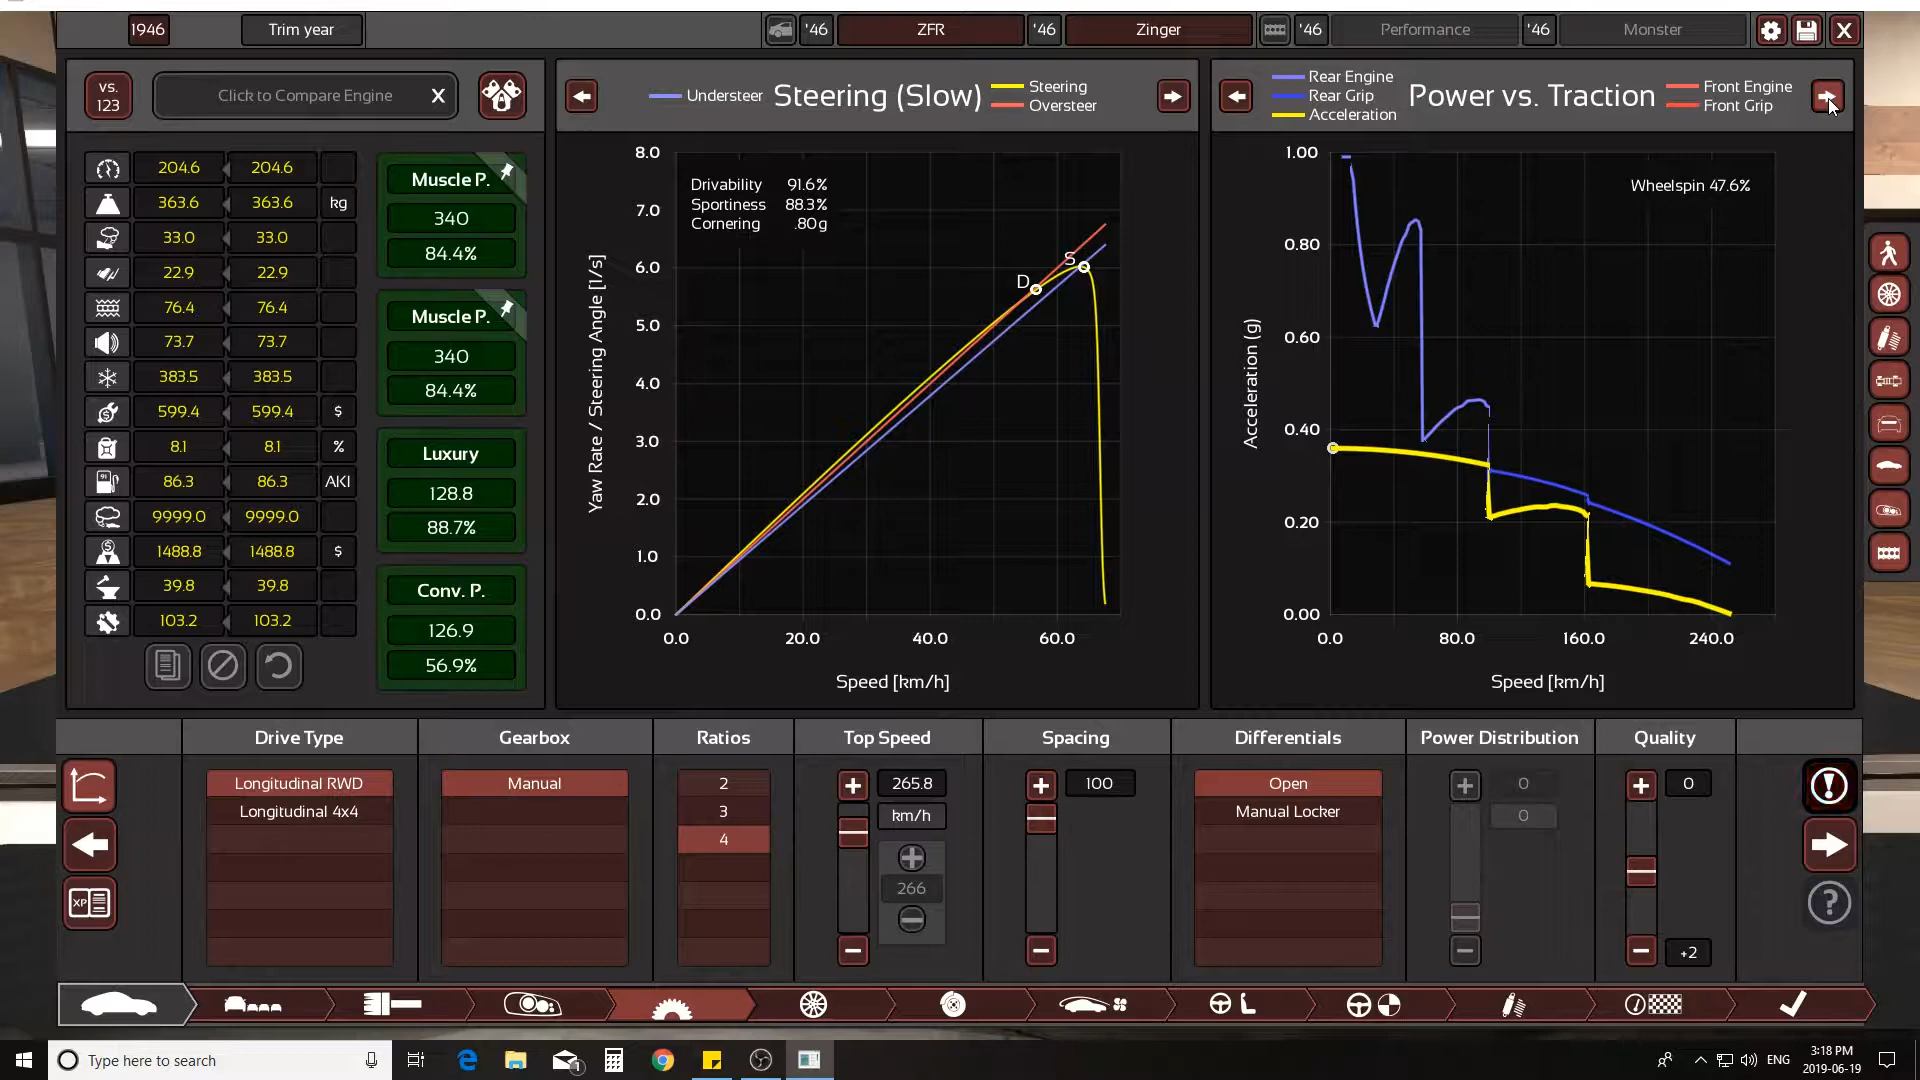 1946
Trim year
'46
ZFR
'46
Zinger
'46
Performance
'46
Monster
X
vs.
123
Click to Compare Engine
X
204.6 204.6
363.6 363.6 kg
33.0 33.0
22.9 22.9
76.4 76.4
73.7 73.7
383.5 383.5
599.4 599.4 $
8.1 8.1 %
86.3 86.3 AKI
9999.0 9999.0
1488.8 1488.8 $
39.8 39.8
103.2 103.2
Muscle P.
340
84.4%
Muscle P.
340
84.4%
Luxury
128.8
88.7%
Conv. P.
126.9
56.9%
Understeer
Steering (Slow)
Steering
Oversteer
Drivability 91.6%
Sportiness 88.3%
Cornering .80g
Yaw Rate / Steering Angle [1/s]
8.0
7.0
6.0
5.0
4.0
3.0
2.0
1.0
0.0
D
S
0.0 20.0 40.0 60.0
Speed [km/h]
Rear Engine
Rear Grip
Acceleration
Power vs. Traction
Front Engine
Front Grip
Wheelspin 47.6%
Acceleration (g)
1.00
0.80
0.60
0.40
0.20
0.00
0.0 80.0 160.0 240.0
Speed [km/h]
Drive Type
Longitudinal RWD
Longitudinal 4x4
Gearbox
Manual
Ratios
2
3
4
Top Speed
265.8
km/h
266
Spacing
100
Differentials
Open
Manual Locker
Power Distribution
0
0
Quality
0
+2
XP
?
Type here to search
1
ENG
3:18 PM
2019-06-19